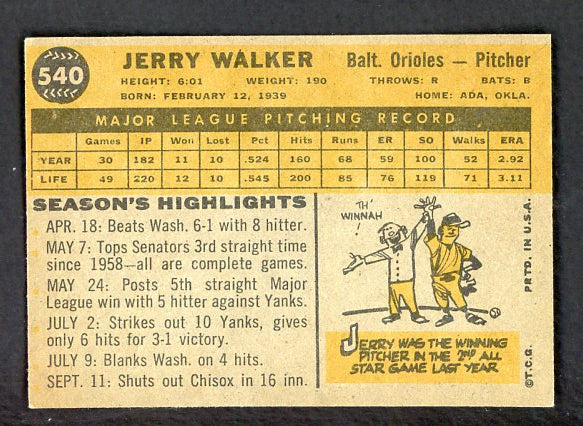 540
JERRY WALKER Balt. Orioles — Pitcher
HEIGHT: 6:01 WEIGHT: 190 THROWS: R BATS: B
BORN: FEBRUARY 12, 1939 HOME: ADA, OKLA.
MAJOR LEAGUE PITCHING RECORD
Games IP Won Lost Pct Hits Runs ER SO Walks ERA
YEAR 30 182 11 10 .524 160 68 59 100 52 2.92
LIFE 49 220 12 10 .545 200 85 76 119 71 3.11
SEASON'S HIGHLIGHTS
APR. 18: Beats Wash. 6-1 with 8 hitter.
MAY 7: Tops Senators 3rd straight time
since 1958—all are complete games.
MAY 24: Posts 5th straight Major
League win with 5 hitter against Yanks.
JULY 2: Strikes out 10 Yanks, gives
only 6 hits for 3-1 victory.
JULY 9: Blanks Wash. on 4 hits.
SEPT. 11: Shuts out Chisox in 16 inn.
TH'
WINNAH
JERRY WAS THE WINNING
PITCHER IN THE 2ND ALL
STAR GAME LAST YEAR
©T.C.G. PRTD. IN U.S.A.